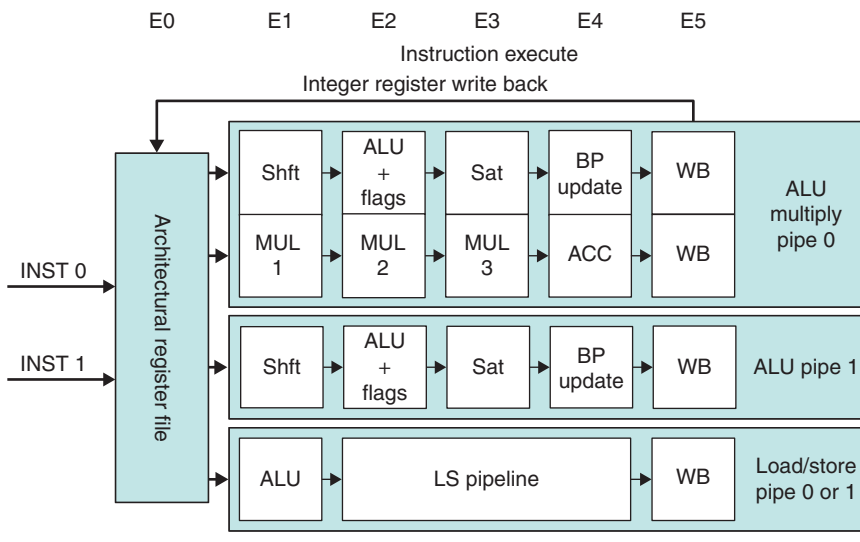 E0 E1 E2 E3 E4 E5
Instruction execute
Integer register write back
Architectural
register file
INST 0
INST 1
Shft
ALU
+
flags
Sat
BP
update
WB
MUL
1
MUL
2
MUL
3
ACC
WB
ALU
multiply
pipe 0
Shft
ALU
+
flags
Sat
BP
update
WB
ALU pipe 1
ALU
LS pipeline
WB
Load/store
pipe 0 or 1